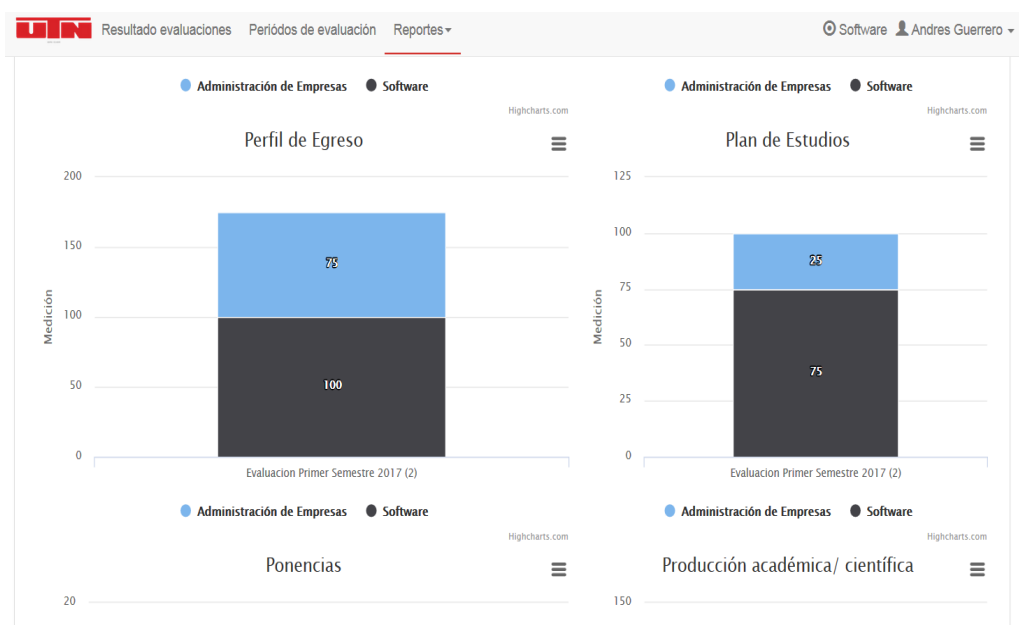 UTN Resultado evaluaciones Periódos de evaluación Reportes Software Andres Guerrero
Administración de Empresas Software
Highcharts.com
Perfil de Egreso
200
150
100
50
0
Medición
75
100
Evaluacion Primer Semestre 2017 (2)
Administración de Empresas Software
Highcharts.com
Administración de Empresas Software
Highcharts.com
Plan de Estudios
125
100
75
50
25
0
Medición
25
75
Evaluacion Primer Semestre 2017 (2)
Administración de Empresas Software
Highcharts.com
Ponencias
20
Producción académica/ científica
150